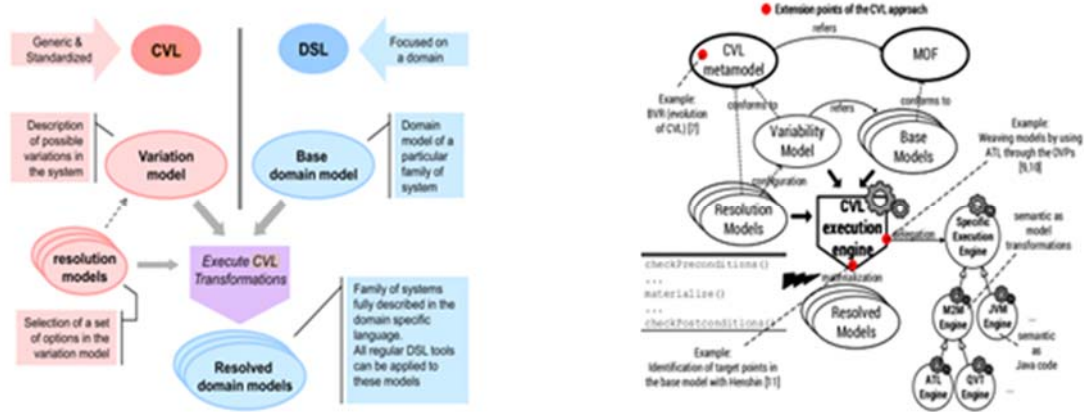 Generic &
Standardized
CVL
DSL
Focused on
a domain
Description
of possible
variations in
the system
Variation
model
Base
domain model
Domain
model of a
particular
family of
system
resolution
models
Execute CVL
Transformations
Selection of a set
of options in the
variation model
Resolved
domain models
Family of systems
fully described in the
domain specific
language.
All regular DSL tools
can be applied to
these models
Extension points of the CVL approach
refers
CVL
metamodel
MOF
Example:
BVR (evolution
of CVL) [7]
conforms to
refers
conforms to
Variability
Model
Base
Models
Example:
Weaving models by using
ATL through the OVPs
[9,10]
configuration
Resolution
Models
CVL
execution
engine
delegation
Specific
Execution
Engine
semantic as
model
transformations
checkPreconditions()
...
materialize()
...
checkPostconditions()
materialization
Resolved
Models
M2M
Engine
JVM
Engine
...
semantic
as
Java code
Example:
Identification of target points in
the base model with Henshin [11]
ATL
Engine
QVT
Engine
...